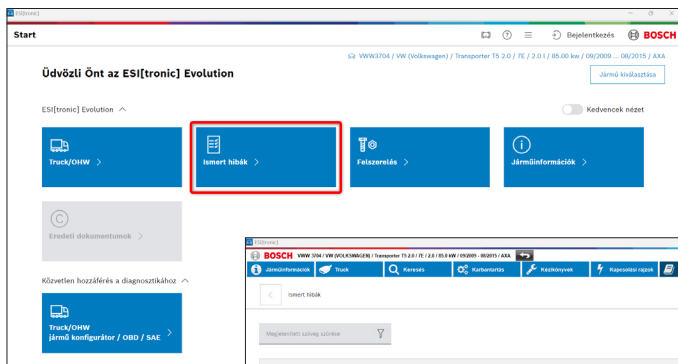 ESI[tronic]
Start
Bejelentkezés
BOSCH
VWW3704 / VW (Volkswagen) / Transporter T5 2.0 / 7E / 2.0 l / 85.00 kw / 09/2009 ... 08/2015 / AXA
Üdvözli Önt az ESI[tronic] Evolution
Jármű kiválasztása
ESI[tronic] Evolution
Kedvencek nézet
Truck/OHW
Ismert hibák
Felszerelés
Járműinformációk
Eredeti dokumentumok
Közvetlen hozzáférés a diagnosztikához
Truck/OHW
jármű konfigurátor / OBD / SAE
ESI[tronic]
BOSCH VWW 3704 / VW (VOLKSWAGEN) / Transporter T5 2.0 / 7E / 2.0 / 85.0 kW / 09/2009 - 08/2015 / AXA
Járműinformációk
Truck
Keresés
Karbantartás
Kézikönyvek
Kapcsolási rajzok
Ismert hibák
Megjelenített szöveg szűrése